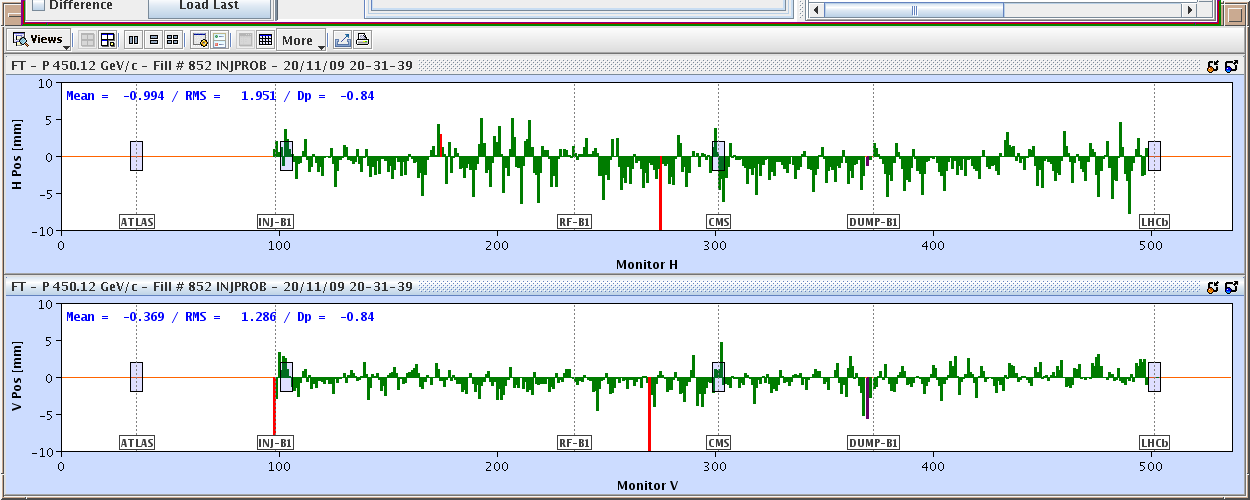 Difference Load Last
Views More
FT - P 450.12 GeV/c - Fill # 852 INJPROB - 20/11/09 20-31-39
Mean = -0.994 / RMS = 1.951 / Dp = -0.84
H Pos [mm]
10
5
0
-5
-10
ATLAS INJ-B1 RF-B1 CMS DUMP-B1 LHCb
0 100 200 300 400 500
Monitor H
FT - P 450.12 GeV/c - Fill # 852 INJPROB - 20/11/09 20-31-39
Mean = -0.369 / RMS = 1.286 / Dp = -0.84
V Pos [mm]
10
5
0
-5
-10
ATLAS INJ-B1 RF-B1 CMS DUMP-B1 LHCb
0 100 200 300 400 500
Monitor V